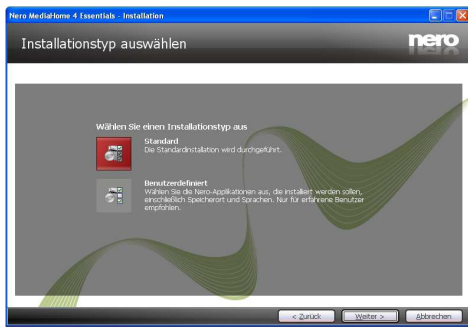 Nero MediaHome 4 Essentials - Installation
Installationstyp auswählen
nero
Wählen Sie einen Installationstyp aus
Standard
Die Standardinstallation wird durchgeführt.
Benutzerdefiniert
Wählen Sie die Nero-Applikationen aus, die installiert werden sollen,
einschließlich Speicherort und Sprachen. Nur für erfahrene Benutzer
empfohlen.
< Zurück
Weiter >
Abbrechen